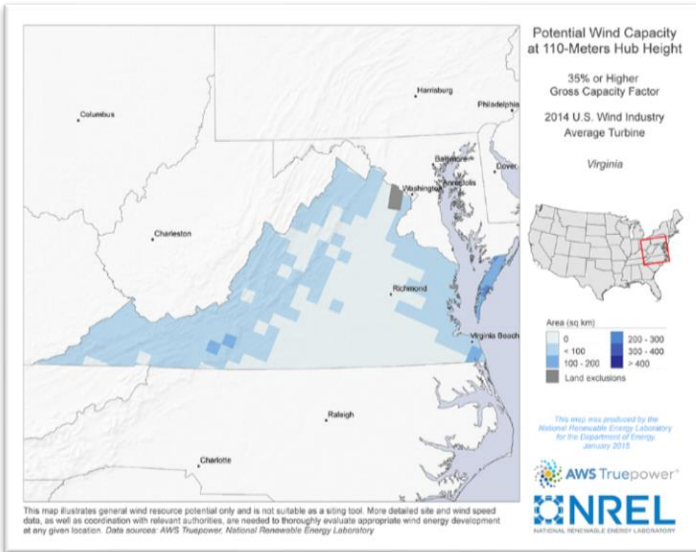 Potential Wind Capacity
at 110-Meters Hub Height
35% or Higher
Gross Capacity Factor
2014 U.S. Wind Industry
Average Turbine
Virginia
Columbus
Harrisburg
Philadelphia
Baltimore
Dover
Washington
Annapolis
Charleston
Richmond
Virginia Beach
Raleigh
Charlotte
Area (sq km)
0
< 100
100 - 200
200 - 300
300 - 400
> 400
Land exclusions
This map was produced by the
National Renewable Energy Laboratory
for the Department of Energy.
January 2015
AWS Truepower®
NREL
NATIONAL RENEWABLE ENERGY LABORATORY
This map illustrates general wind resource potential only and is not suitable as a siting tool. More detailed site and wind speed
data, as well as coordination with relevant authorities, are needed to thoroughly evaluate appropriate wind energy development
at any given location. Data sources: AWS Truepower, National Renewable Energy Laboratory